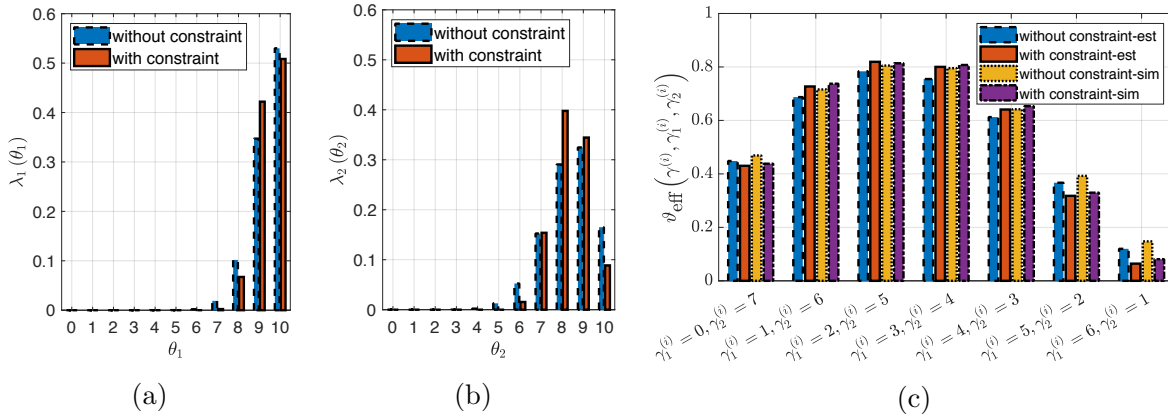 0.6
0.5
0.4
0.3
0.2
0.1
0
λ₁ (θ₁)
without constraint
with constraint
0 1 2 3 4 5 6 7 8 9 10
θ₁
(a)
0.6
0.5
0.4
0.3
0.2
0.1
0
λ₂ (θ₂)
without constraint
with constraint
0 1 2 3 4 5 6 7 8 9 10
θ₂
(b)
1
0.8
0.6
0.4
0.2
0
ϑ_eff (γ^(i), γ₁^(i), γ₂^(i))
without constraint-est
with constraint-est
without constraint-sim
with constraint-sim
γ₁^(i) = 0, γ₂^(i) = 7
γ₁^(i) = 1, γ₂^(i) = 6
γ₁^(i) = 2, γ₂^(i) = 5
γ₁^(i) = 3, γ₂^(i) = 4
γ₁^(i) = 4, γ₂^(i) = 3
γ₁^(i) = 5, γ₂^(i) = 2
γ₁^(i) = 6, γ₂^(i) = 1
(c)